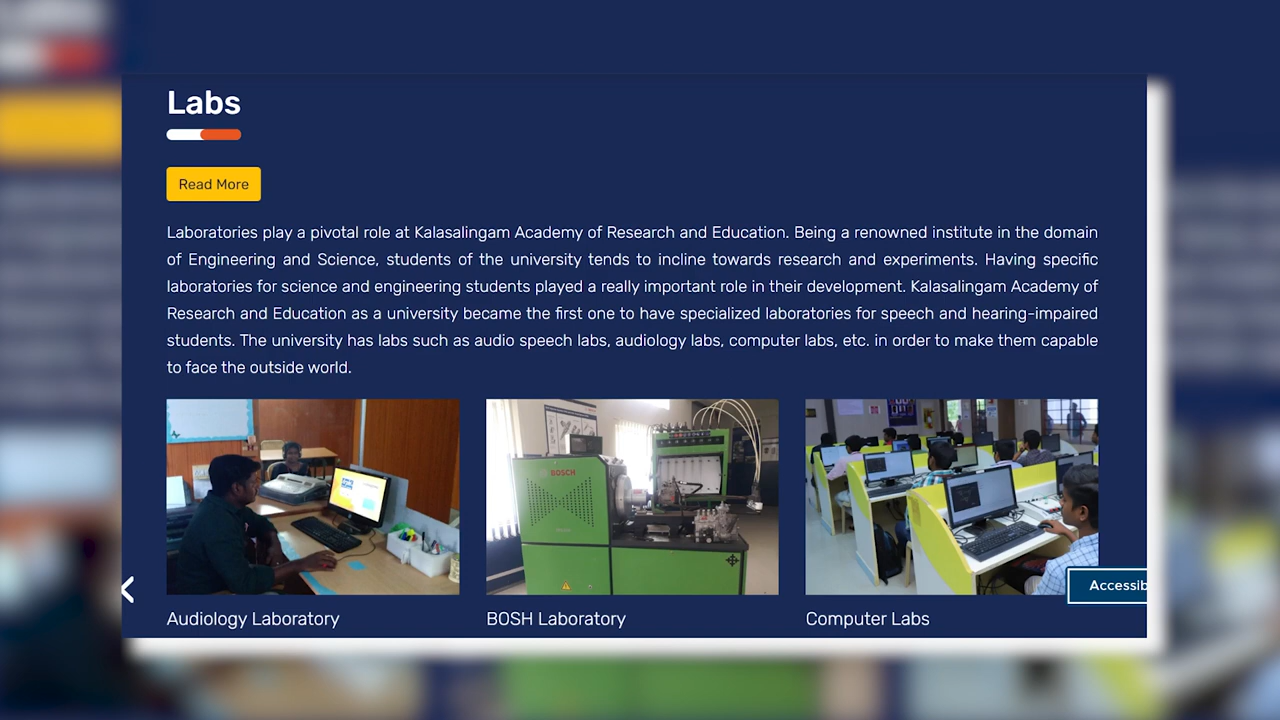 Labs
Read More
Laboratories play a pivotal role at Kalasalingam Academy of Research and Education. Being a renowned institute in the domain
of Engineering and Science, students of the university tends to incline towards research and experiments. Having specific
laboratories for science and engineering students played a really important role in their development. Kalasalingam Academy of
Research and Education as a university became the first one to have specialized laboratories for speech and hearing-impaired
students. The university has labs such as audio speech labs, audiology labs, computer labs, etc. in order to make them capable
to face the outside world.
BOSCH
Accessib
Audiology Laboratory
BOSH Laboratory
Computer Labs